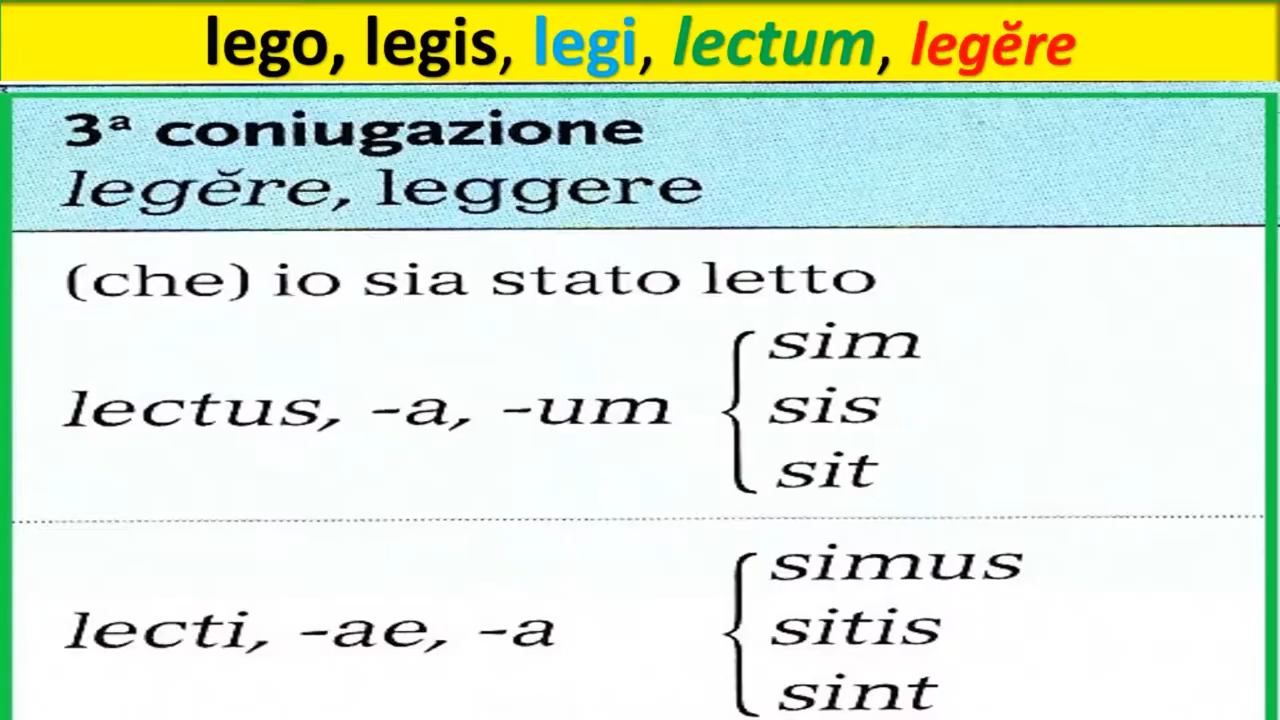 lego, legis, legi, lectum, legĕre
3ª coniugazione
legĕre, leggere
(che) io sia stato letto
sim
lectus, -a, -um { sis
sit
simus
lecti, -ae, -a { sitis
sint